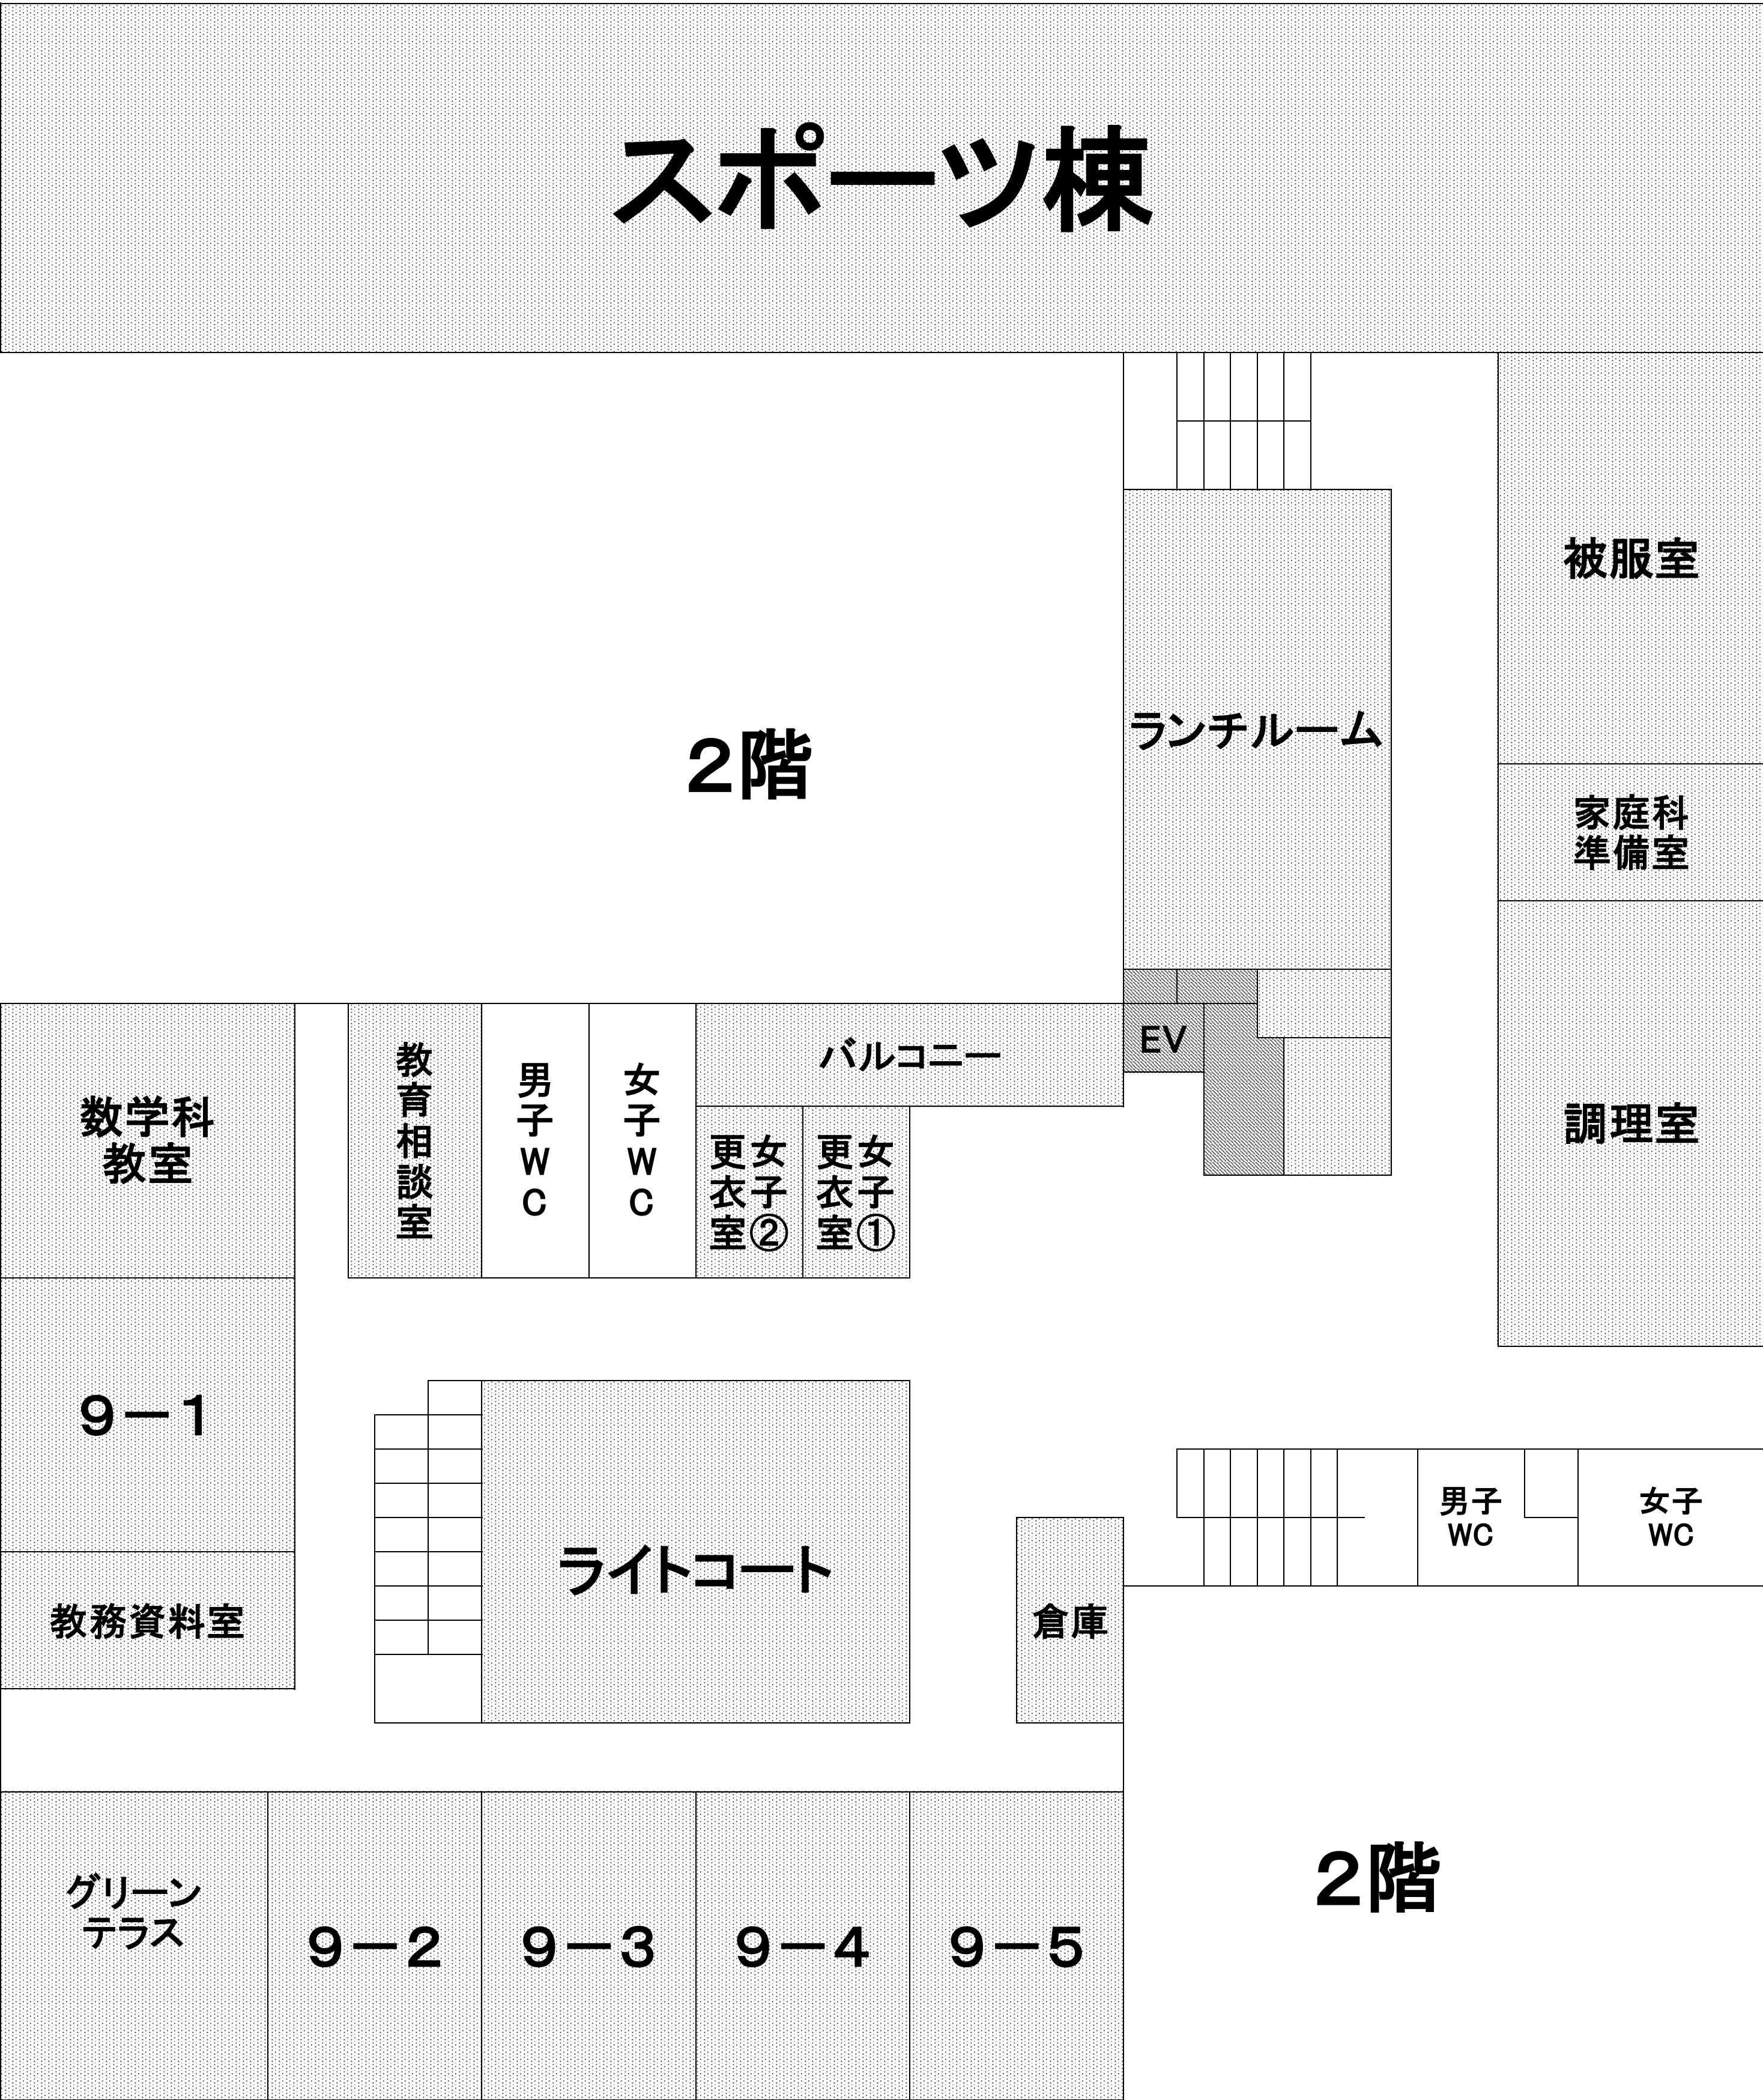 スポーツ棟
被服室
ランチルーム
2階
家庭科
準備室
EV
バルコニー
数学科
教室
教育相談室
男子WC
女子WC
女子②
更衣室
女子①
更衣室
調理室
9－1
男子
WC
女子
WC
ライトコート
教務資料室
倉庫
グリーン
テラス
9－2
9－3
9－4
9－5
2階